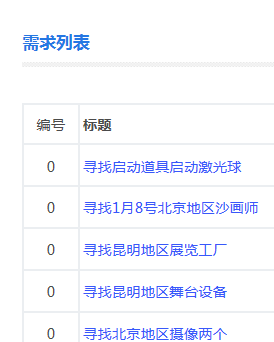 需求列表
编号 标题
0 寻找启动道具启动激光球
0 寻找1月8号北京地区沙画师
0 寻找昆明地区展览工厂
0 寻找昆明地区舞台设备
0 寻找北京地区摄像两个